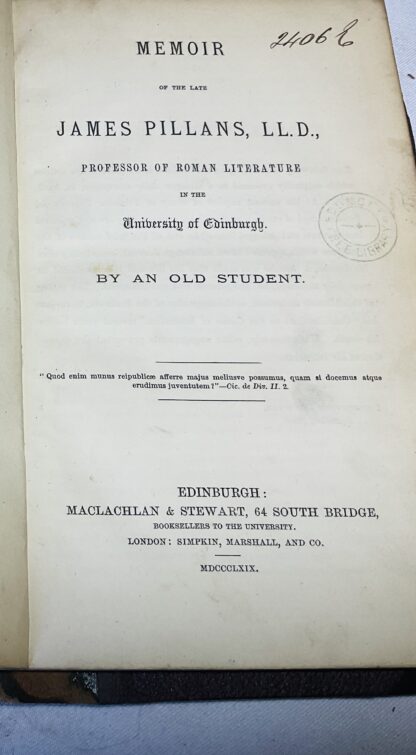 2406
MEMOIR
OF THE LATE
JAMES PILLANS, LL.D.,
PROFESSOR OF ROMAN LITERATURE
IN THE
University of Edinburgh.
BY AN OLD STUDENT.
"Quod enim munus reipublicæ afferre majus meliusve possumus, quam si docemus atque
erudimus juventutem?"—Cic. de Div. II. 2.
EDINBURGH:
MACLACHLAN & STEWART, 64 SOUTH BRIDGE,
BOOKSELLERS TO THE UNIVERSITY.
LONDON: SIMPKIN, MARSHALL, AND CO.
MDCCCLXIX.